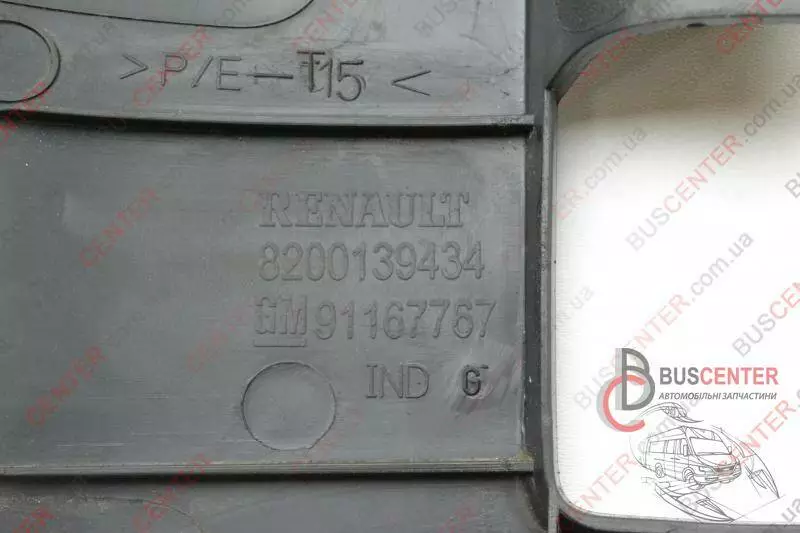 >P/E-T15<
RENAULT
8200139434
GM 91167767
IND G
BUSCENTER
АВТОМОБІЛЬНІ ЗАПЧАСТИНИ
BUSCENTER.com.ua